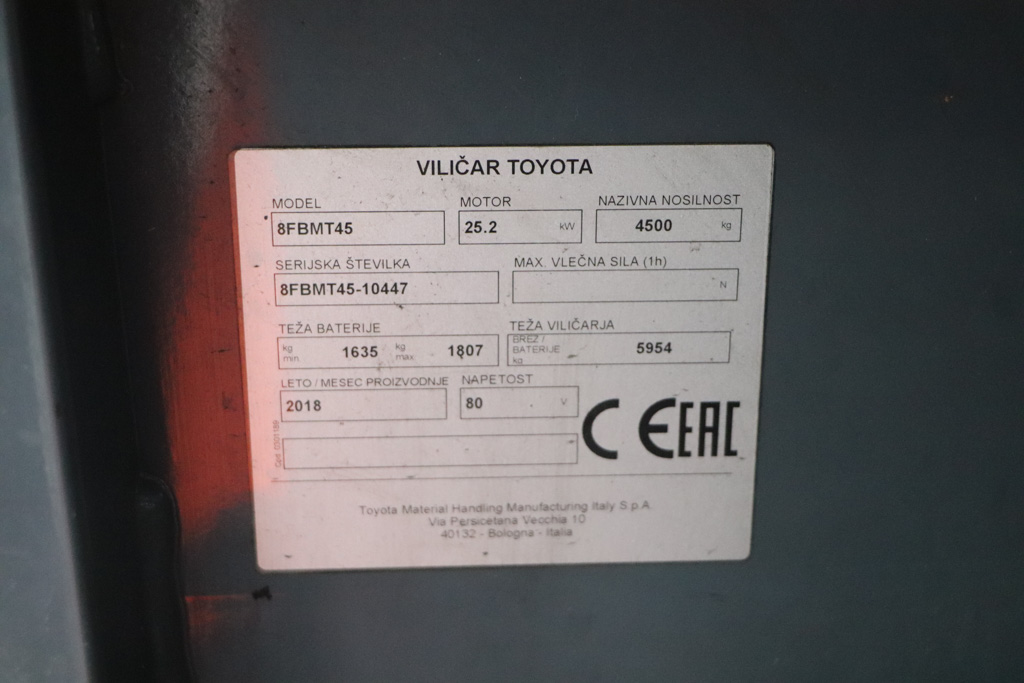 VILIČAR TOYOTA
MODEL MOTOR NAZIVNA NOSILNOST
8FBMT45 25.2 kW 4500 kg
SERIJSKA ŠTEVILKA MAX. VLEČNA SILA (1h)
8FBMT45-10447 N
TEŽA BATERIJE TEŽA VILIČARJA
kg min. 1635 kg max. 1807 BREZ / BATERIJE kg 5954
LETO / MESEC PROIZVODNJE NAPETOST
2018 80 V
CE EAC
Toyota Material Handling Manufacturing Italy S.p.A.
Via Persicetana Vecchia 10
40132 - Bologna - Italia